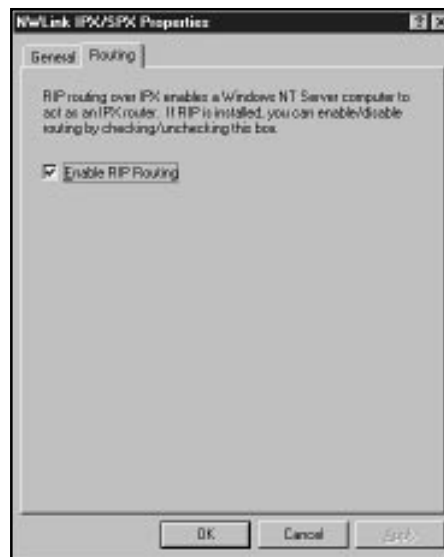 NWLink IPX/SPX Properties
General Routing
RIP routing over IPX enables a Windows NT Server computer to
act as an IPX router. If RIP is installed, you can enable/disable
routing by checking/unchecking this box.
Enable RIP Routing
OK Cancel Apply